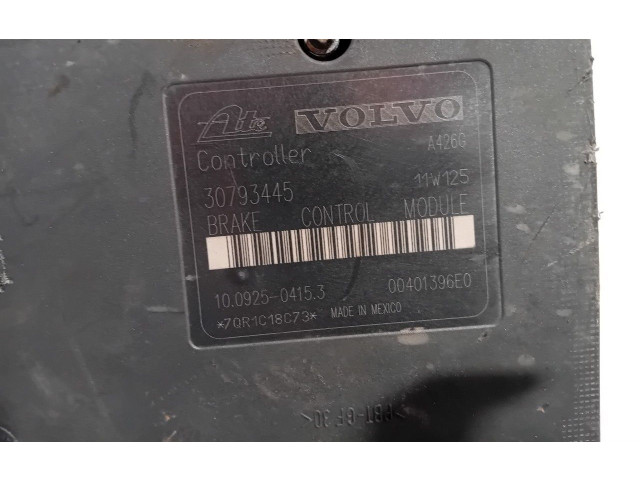 Ate VOLVO
Controller A426G
30793445 11W125
BRAKE CONTROL MODULE
10.0925-0415.3 00401396E0
*7QR1C18C73* MADE IN MEXICO